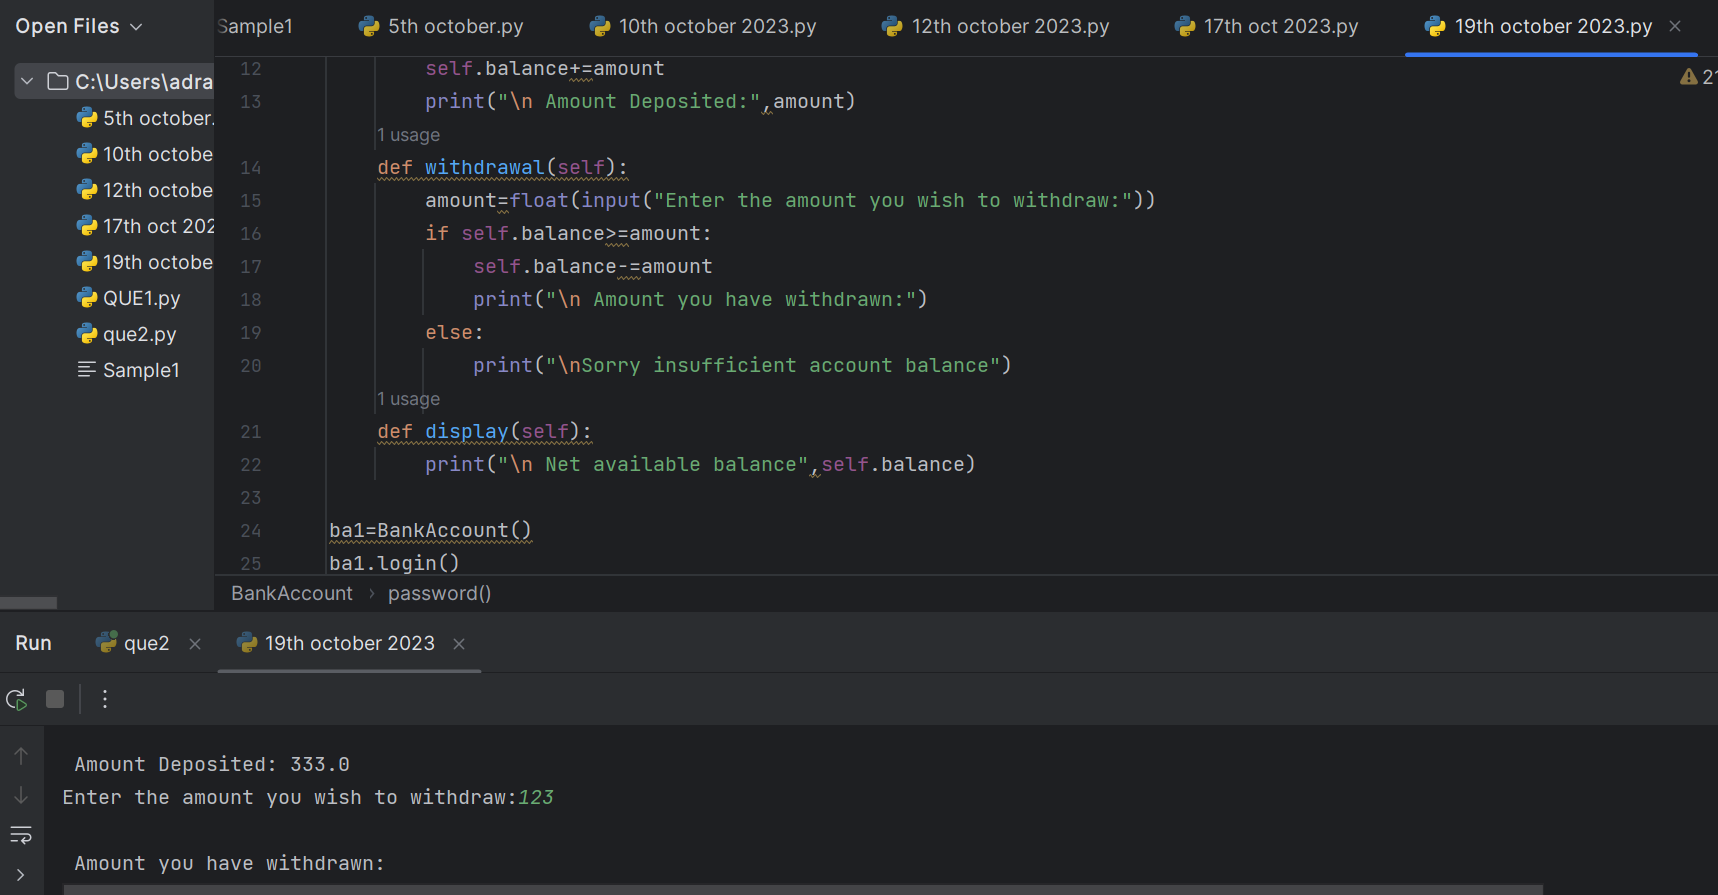 Open Files
Sample1
5th october.py
10th october 2023.py
12th october 2023.py
17th oct 2023.py
19th october 2023.py
C:\Users\adra
5th october.
10th octobe
12th octobe
17th oct 202
19th octobe
QUE1.py
que2.py
Sample1
12 self.balance+=amount
13 print("\n Amount Deposited:",amount)
1 usage
14 def withdrawal(self):
15 amount=float(input("Enter the amount you wish to withdraw:"))
16 if self.balance>=amount:
17 self.balance-=amount
18 print("\n Amount you have withdrawn:")
19 else:
20 print("\nSorry insufficient account balance")
1 usage
21 def display(self):
22 print("\n Net available balance",self.balance)
23
24 ba1=BankAccount()
25 ba1.login()
BankAccount › password()
Run
que2
19th october 2023
Amount Deposited: 333.0
Enter the amount you wish to withdraw:123
Amount you have withdrawn: